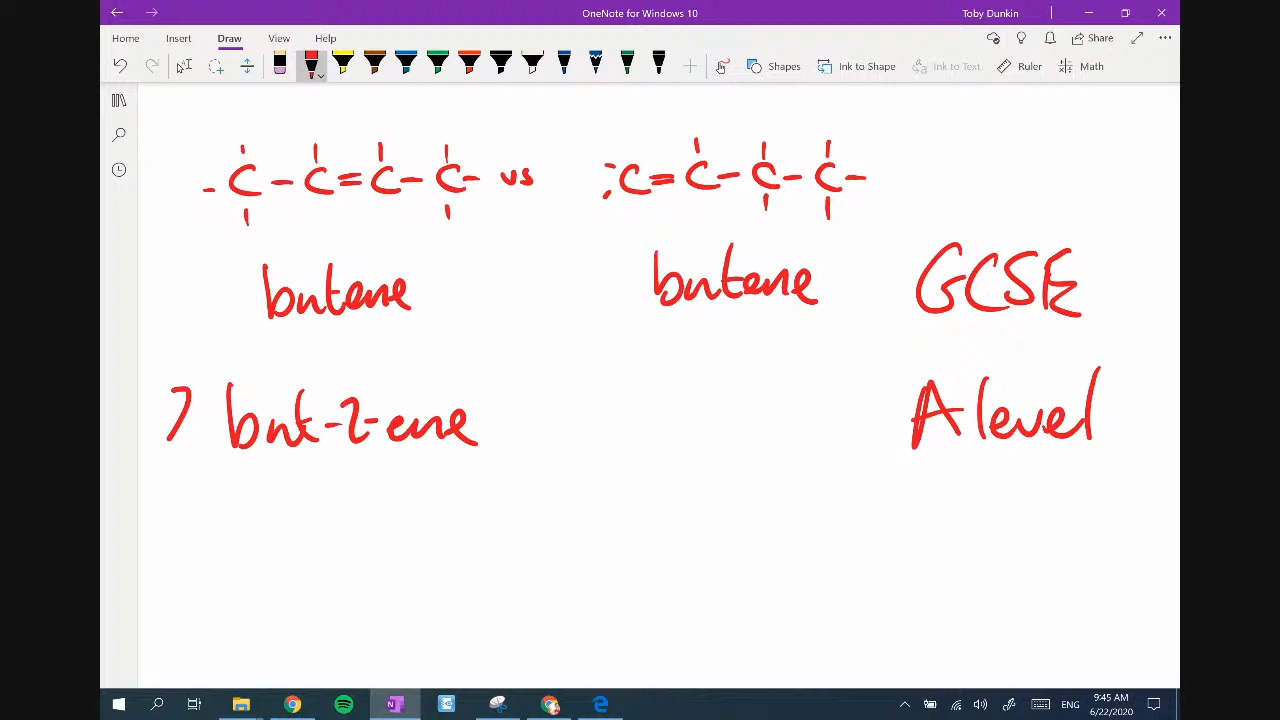 OneNote for Windows 10
Toby Dunkin
Home Insert Draw View Help
Share
Shapes Ink to Shape Ink to Text Ruler Math
C - C = C - C - vs C = C - C - C -
butene butene GCSE
but-2-ene A level
ENG
9:45 AM
6/22/2020